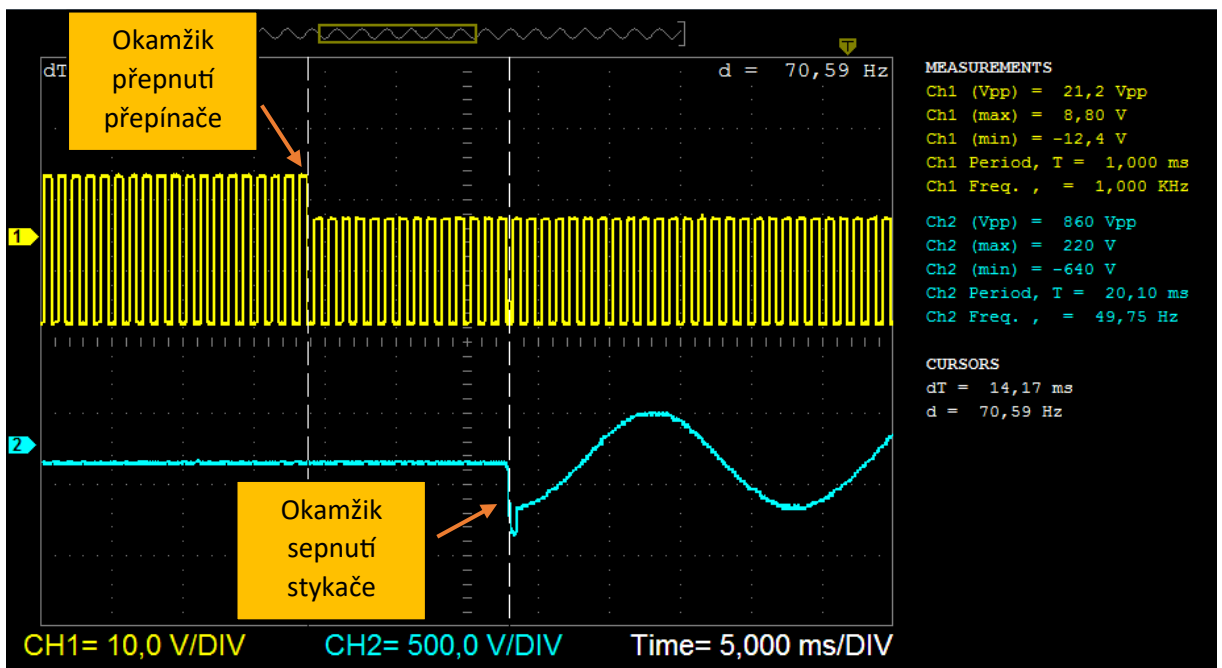 Okamžik
přepnutí
přepínače
T
dT
d = 70,59 Hz
1
2
Okamžik
sepnutí
stykače
CH1= 10,0 V/DIV
CH2= 500,0 V/DIV
Time= 5,000 ms/DIV
MEASUREMENTS
Ch1 (Vpp) = 21,2 Vpp
Ch1 (max) = 8,80 V
Ch1 (min) = -12,4 V
Ch1 Period, T = 1,000 ms
Ch1 Freq. , = 1,000 KHz
Ch2 (Vpp) = 860 Vpp
Ch2 (max) = 220 V
Ch2 (min) = -640 V
Ch2 Period, T = 20,10 ms
Ch2 Freq. , = 49,75 Hz
CURSORS
dT = 14,17 ms
d = 70,59 Hz